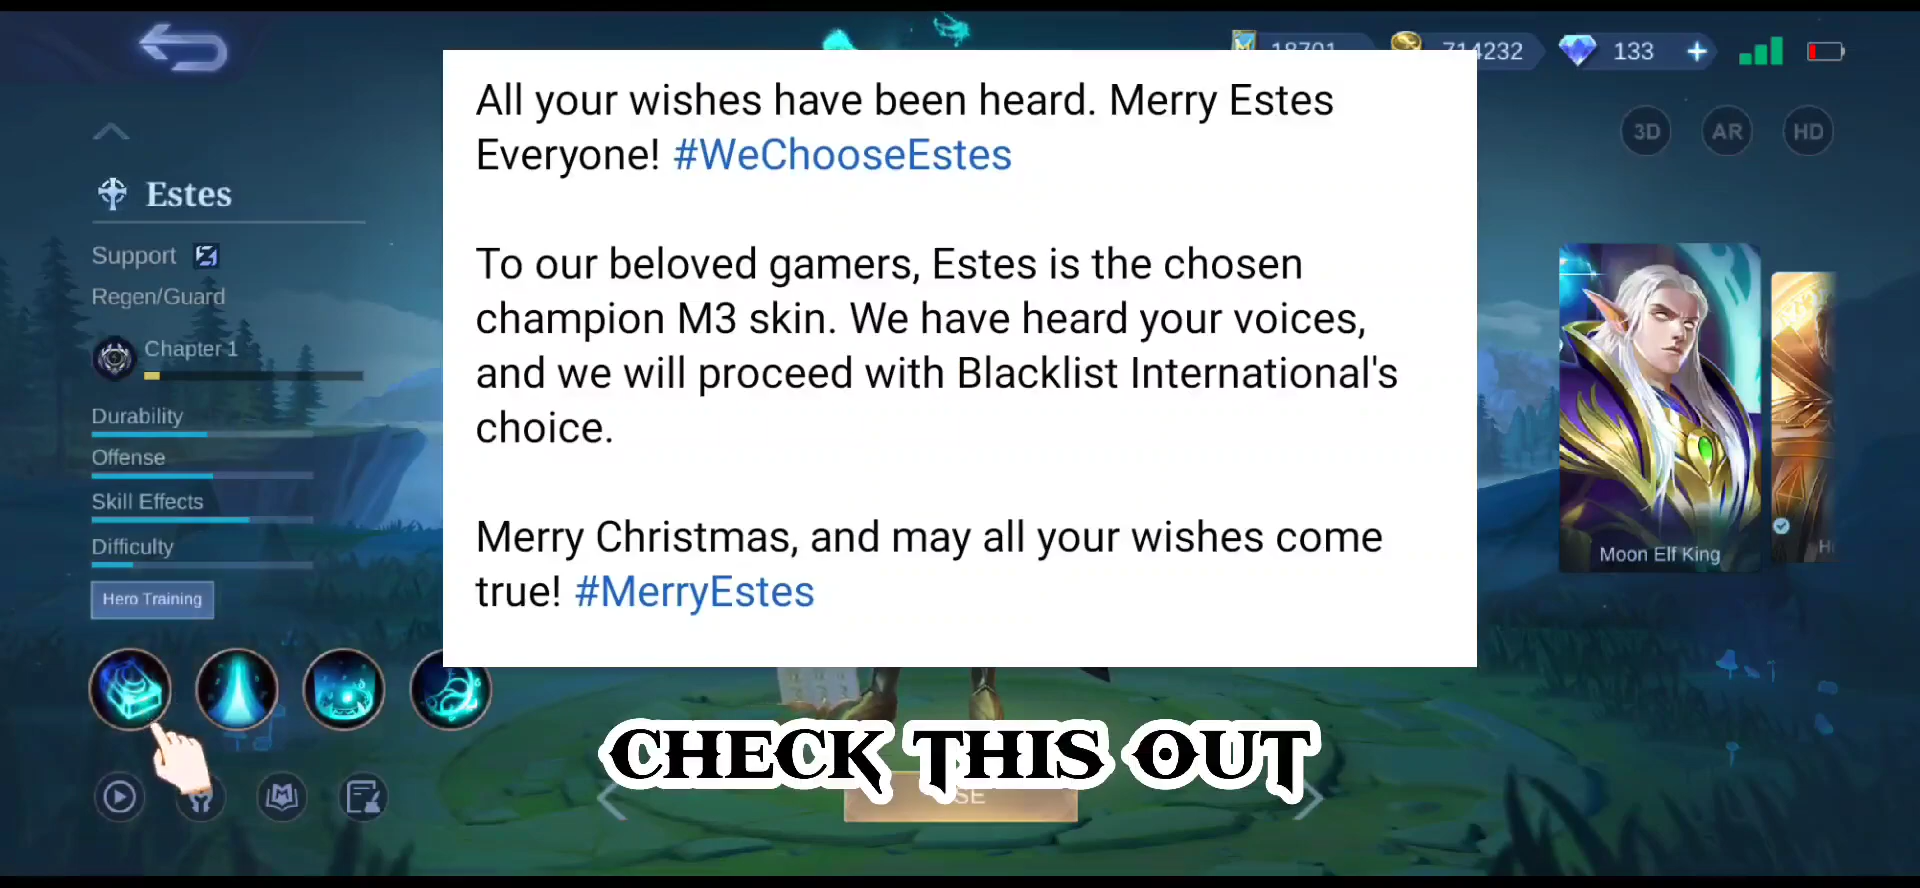 133
3D
AR
HD
Estes
Support
Regen/Guard
Chapter 1
Durability
Offense
Skill Effects
Difficulty
Hero Training
All your wishes have been heard. Merry Estes
Everyone! #WeChooseEstes
To our beloved gamers, Estes is the chosen
champion M3 skin. We have heard your voices,
and we will proceed with Blacklist International's
choice.
Merry Christmas, and may all your wishes come
true! #MerryEstes
Moon Elf King
CHECK THIS OUT